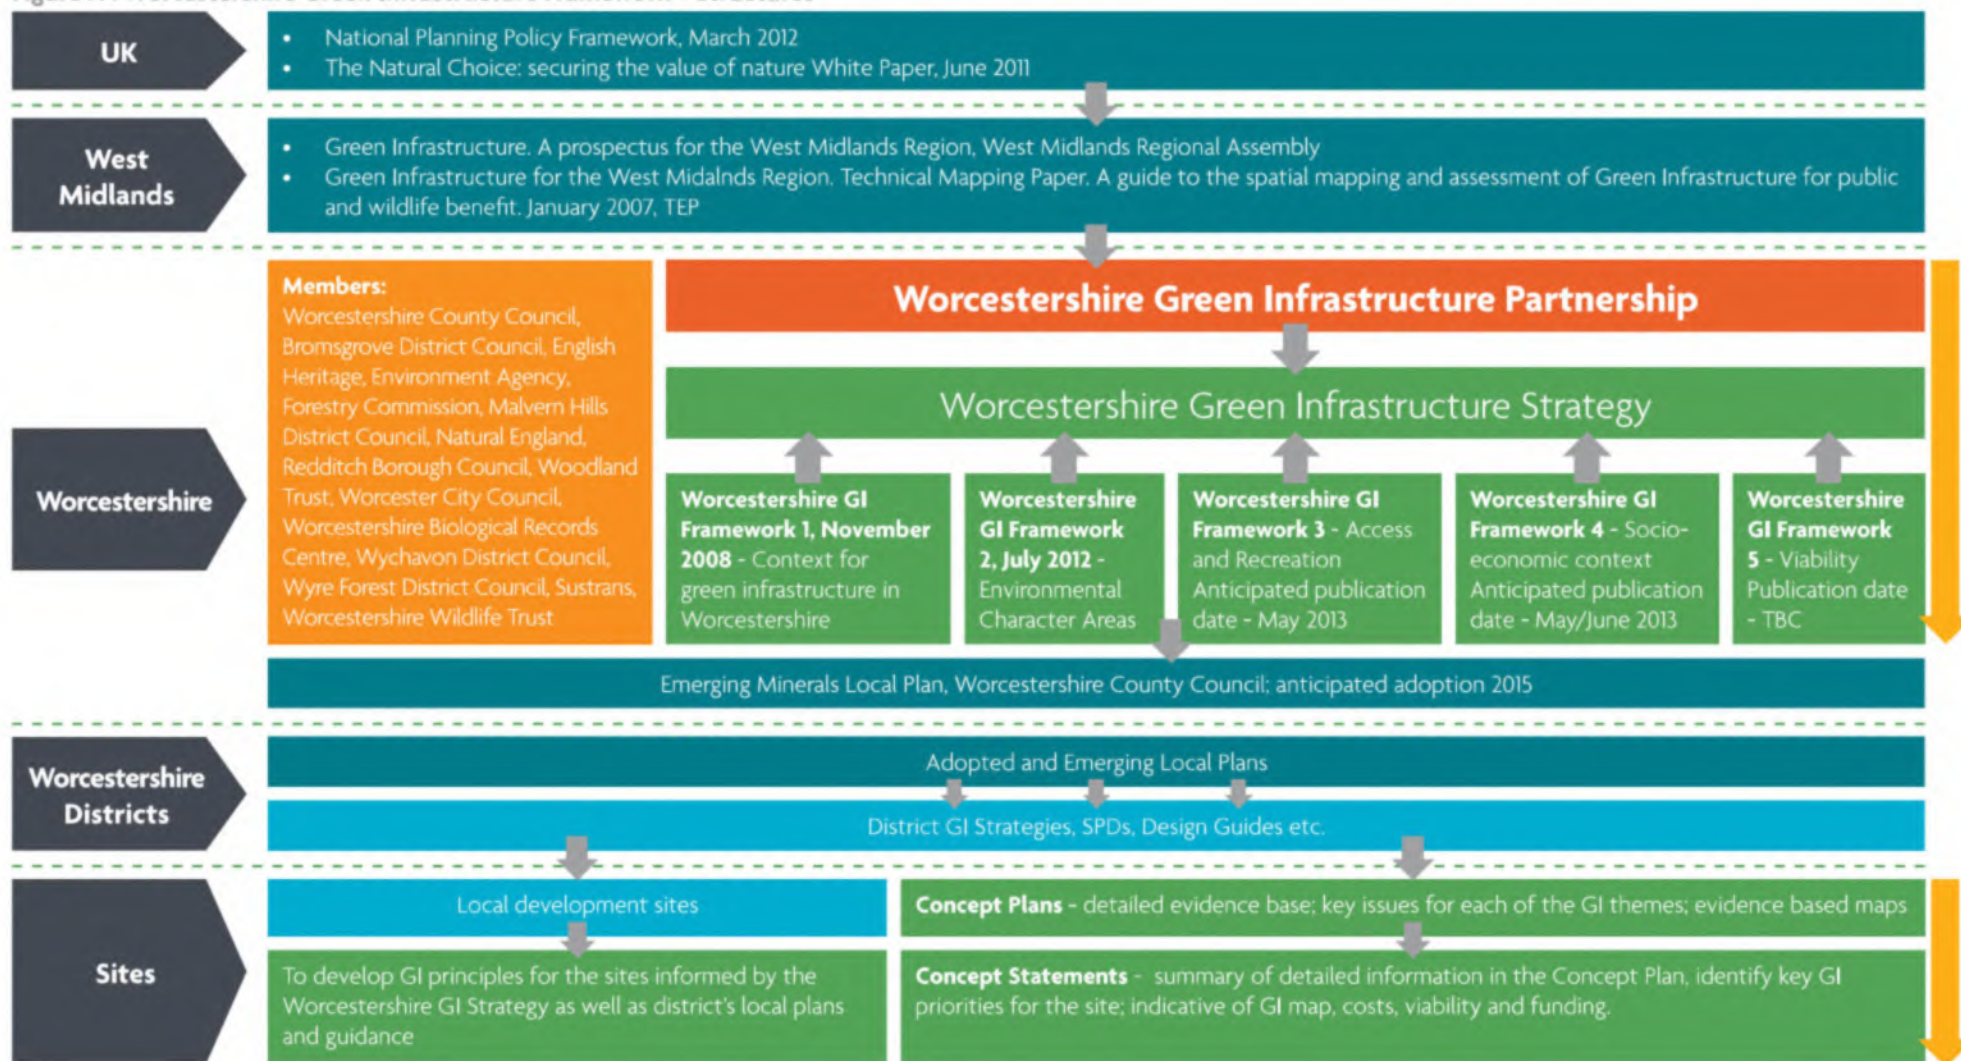 UK
• National Planning Policy Framework, March 2012
• The Natural Choice: securing the value of nature White Paper, June 2011
West
Midlands
• Green Infrastructure. A prospectus for the West Midlands Region, West Midlands Regional Assembly
• Green Infrastructure for the West Midalnds Region. Technical Mapping Paper. A guide to the spatial mapping and assessment of Green Infrastructure for public
and wildlife benefit. January 2007, TEP
Worcestershire
Members:
Worcestershire County Council,
Bromsgrove District Council, English
Heritage, Environment Agency,
Forestry Commission, Malvern Hills
District Council, Natural England,
Redditch Borough Council, Woodland
Trust, Worcester City Council,
Worcestershire Biological Records
Centre, Wychavon District Council,
Wyre Forest District Council, Sustrans,
Worcestershire Wildlife Trust
Worcestershire Green Infrastructure Partnership
Worcestershire Green Infrastructure Strategy
Worcestershire GI
Framework 1, November
2008 - Context for
green infrastructure in
Worcestershire
Worcestershire
GI Framework
2, July 2012 -
Environmental
Character Areas
Worcestershire GI
Framework 3 - Access
and Recreation
Anticipated publication
date - May 2013
Worcestershire GI
Framework 4 - Socio-
economic context
Anticipated publication
date - May/June 2013
Worcestershire
GI Framework
5 - Viability
Publication date
- TBC
Emerging Minerals Local Plan, Worcestershire County Council; anticipated adoption 2015
Worcestershire
Districts
Adopted and Emerging Local Plans
District GI Strategies, SPDs, Design Guides etc.
Sites
Local development sites
To develop GI principles for the sites informed by the
Worcestershire GI Strategy as well as district's local plans
and guidance
Concept Plans - detailed evidence base; key issues for each of the GI themes; evidence based maps
Concept Statements - summary of detailed information in the Concept Plan, identify key GI
priorities for the site; indicative of GI map, costs, viability and funding.